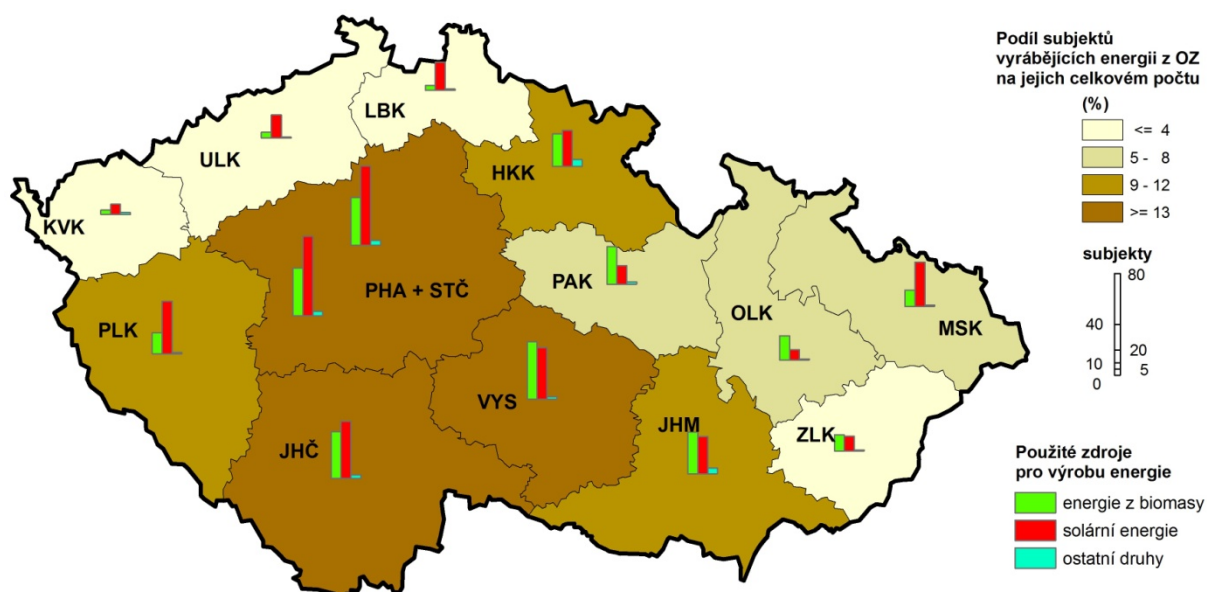 Podíl subjektů
vyrábějících energii z OZ
na jejich celkovém počtu
(%)
<= 4
5 - 8
9 - 12
>= 13
subjekty
80
40
20
10
5
0
Použité zdroje
pro výrobu energie
energie z biomasy
solární energie
ostatní druhy
LBK
ULK
HKK
KVK
PHA + STČ
PAK
OLK
MSK
PLK
VYS
JHM
ZLK
JHČ